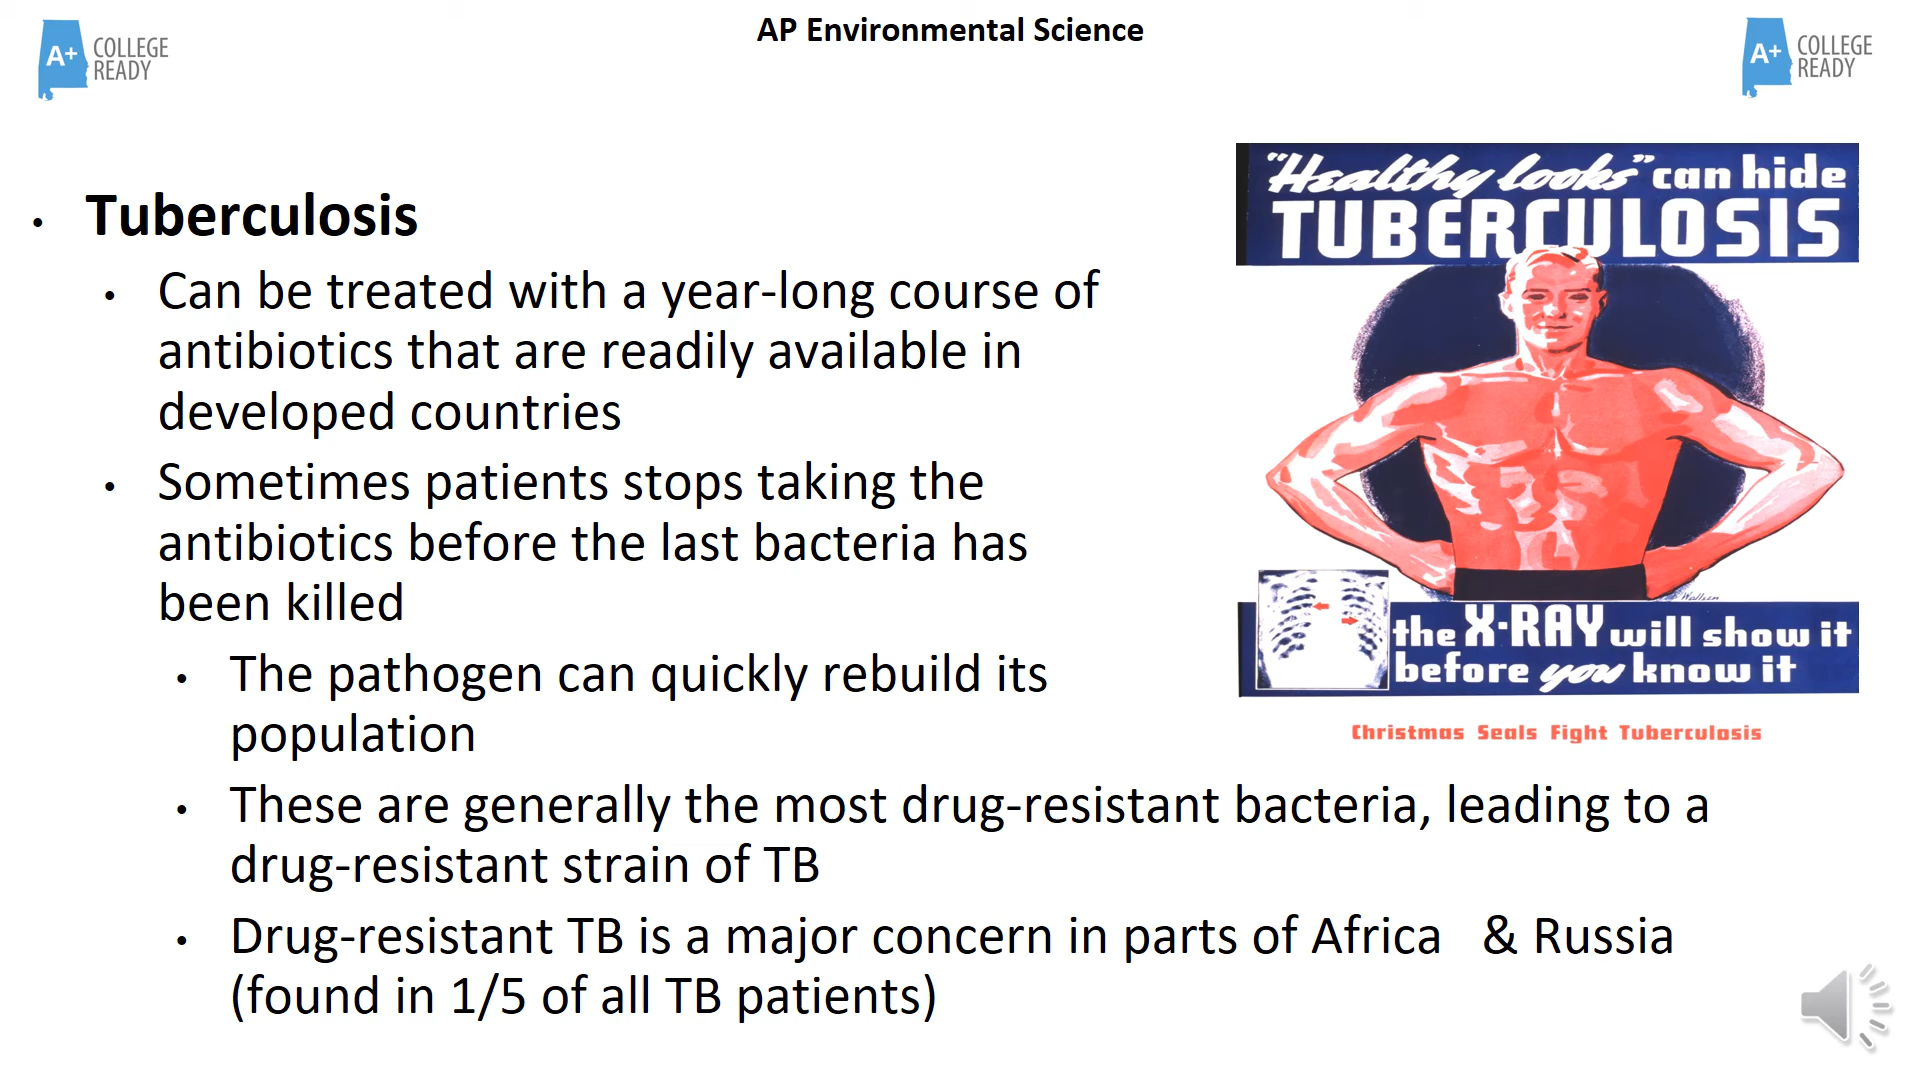 AP Environmental Science
A+ COLLEGE
READY
A+ COLLEGE
READY
• Tuberculosis
• Can be treated with a year-long course of
antibiotics that are readily available in
developed countries
• Sometimes patients stops taking the
antibiotics before the last bacteria has
been killed
• The pathogen can quickly rebuild its
population
• These are generally the most drug-resistant bacteria, leading to a
drug-resistant strain of TB
• Drug-resistant TB is a major concern in parts of Africa & Russia
(found in 1/5 of all TB patients)
"Healthy looks" can hide
TUBERCULOSIS
the X-RAY will show it
before you know it
Christmas Seals Fight Tuberculosis